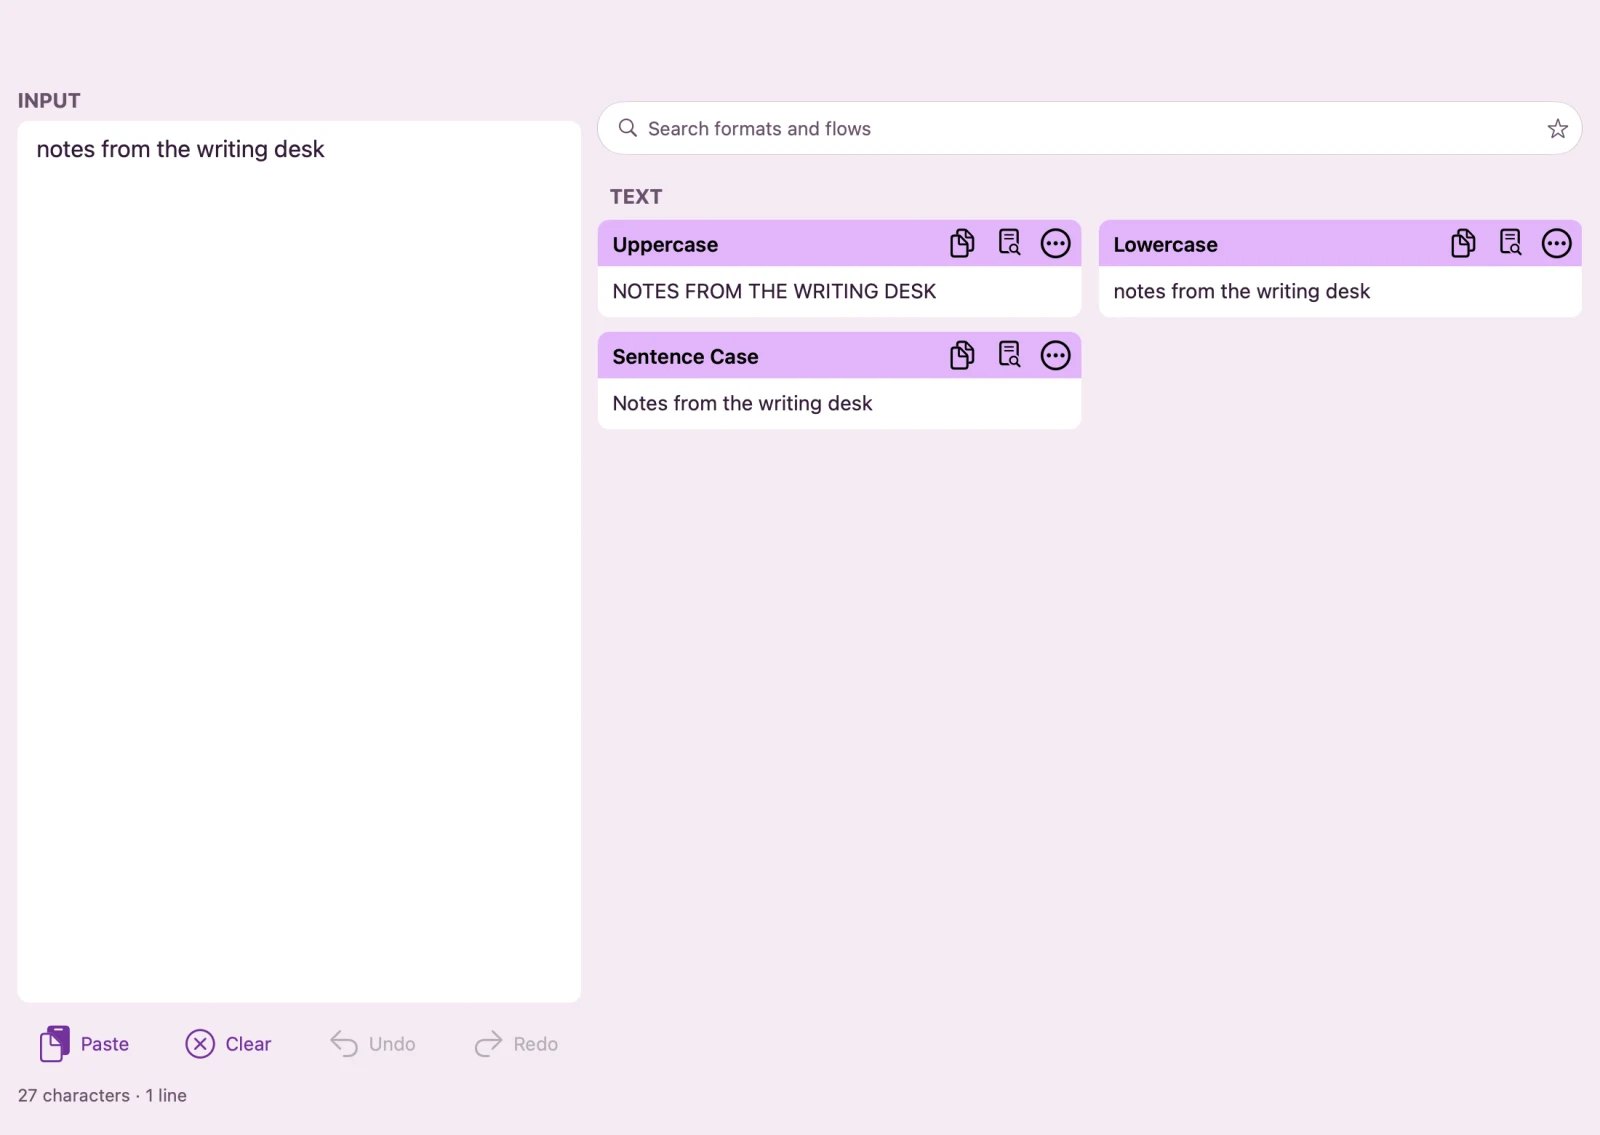 INPUT
notes from the writing desk
Paste
Clear
Undo
Redo
27 characters · 1 line
Search formats and flows
TEXT
Uppercase
NOTES FROM THE WRITING DESK
Lowercase
notes from the writing desk
Sentence Case
Notes from the writing desk